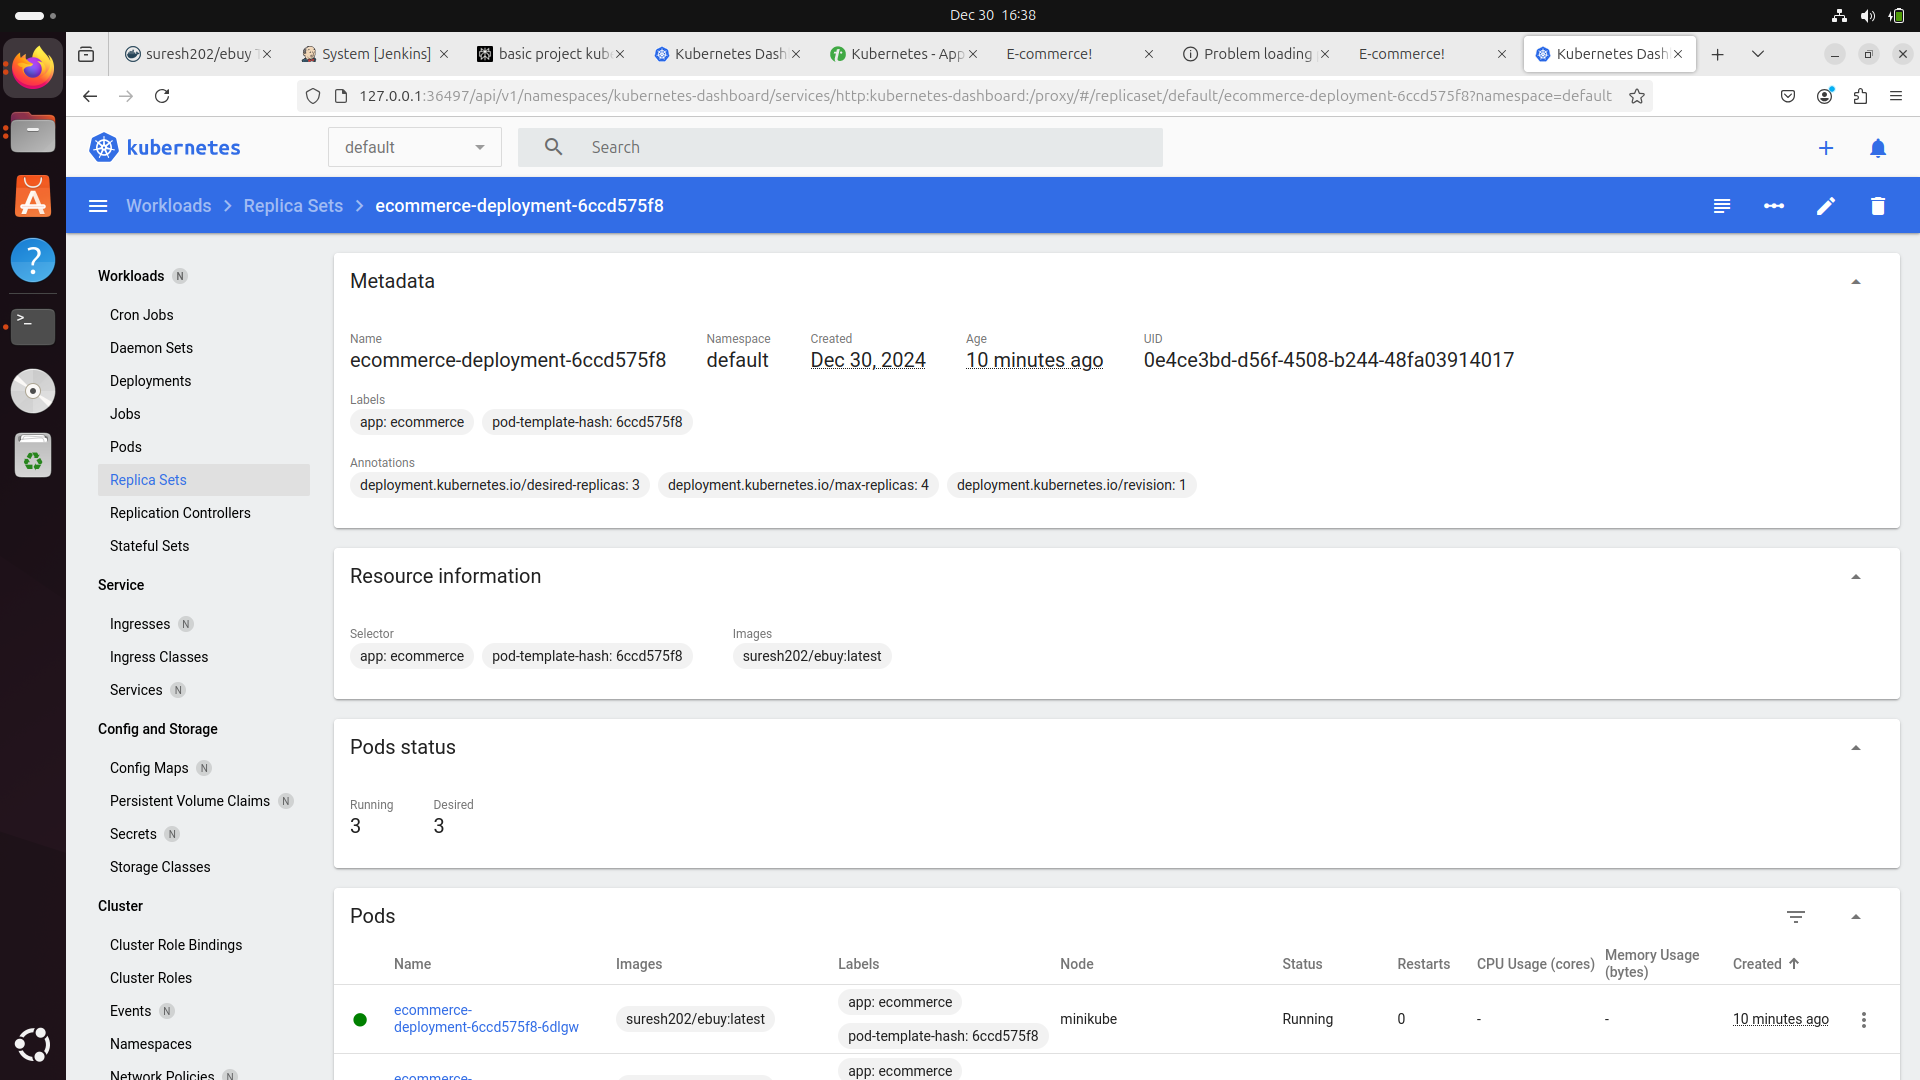 Dec 30 16:38
suresh202/ebuy T
System [Jenkins]
basic project kub
Kubernetes Dash
Kubernetes - App
E-commerce!
Problem loading
E-commerce!
Kubernetes Dash
127.0.0.1:36497/api/v1/namespaces/kubernetes-dashboard/services/http:kubernetes-dashboard:/proxy/#/replicaset/default/ecommerce-deployment-6ccd575f8?namespace=default
kubernetes
default
Search
Workloads > Replica Sets > ecommerce-deployment-6ccd575f8
Workloads N
Cron Jobs
Daemon Sets
Deployments
Jobs
Pods
Replica Sets
Replication Controllers
Stateful Sets
Service
Ingresses N
Ingress Classes
Services N
Config and Storage
Config Maps N
Persistent Volume Claims N
Secrets N
Storage Classes
Cluster
Cluster Role Bindings
Cluster Roles
Events N
Namespaces
Network Policies N
Metadata
Name Namespace Created Age UID
ecommerce-deployment-6ccd575f8 default Dec 30, 2024 10 minutes ago 0e4ce3bd-d56f-4508-b244-48fa03914017
Labels
app: ecommerce pod-template-hash: 6ccd575f8
Annotations
deployment.kubernetes.io/desired-replicas: 3 deployment.kubernetes.io/max-replicas: 4 deployment.kubernetes.io/revision: 1
Resource information
Selector Images
app: ecommerce pod-template-hash: 6ccd575f8 suresh202/ebuy:latest
Pods status
Running Desired
3 3
Pods
Name Images Labels Node Status Restarts CPU Usage (cores) Memory Usage (bytes) Created
ecommerce-
deployment-6ccd575f8-6dlgw
suresh202/ebuy:latest
app: ecommerce
pod-template-hash: 6ccd575f8
minikube
Running
0
-
-
10 minutes ago
ecommerce-
app: ecommerce